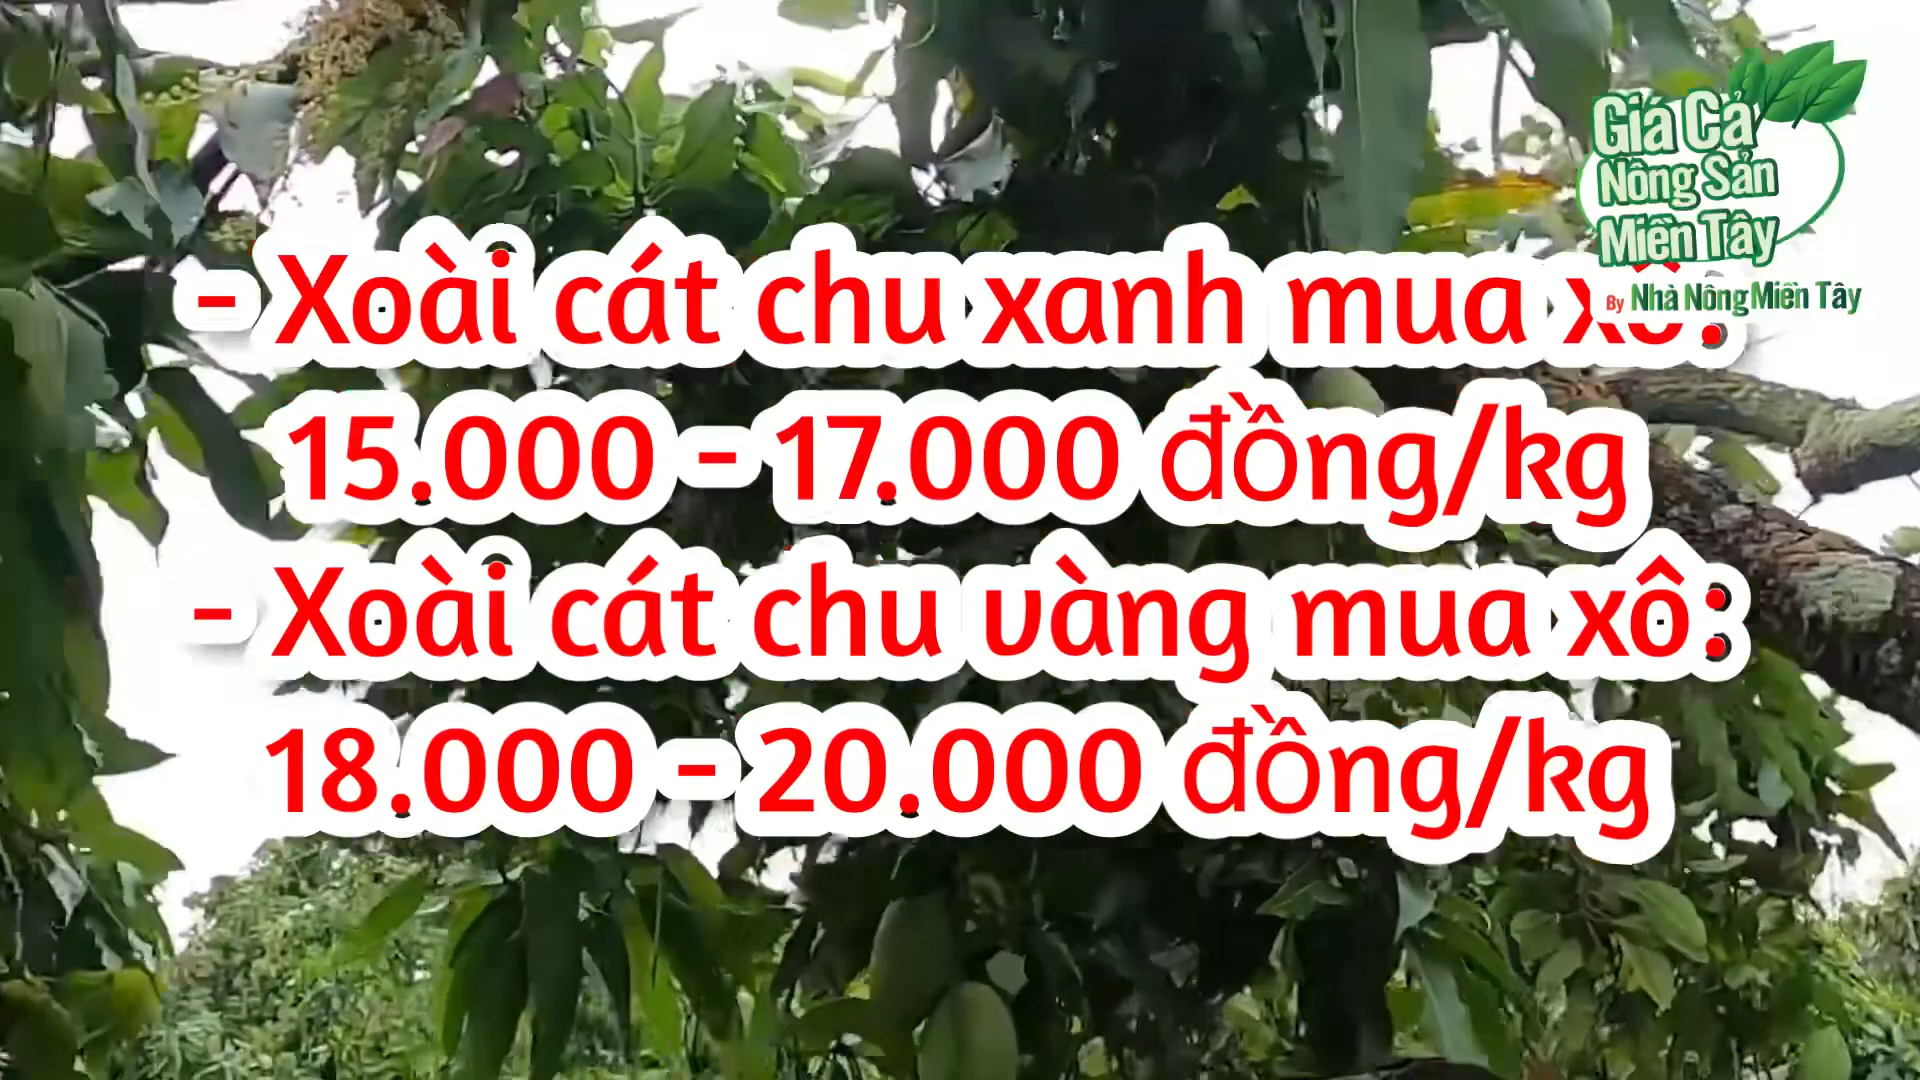 Giá Cả
Nông Sản
Miền Tây
By Nhà Nông Miền Tây
- Xoài cát chu xanh mua xô:
15.000 - 17.000 đồng/kg
- Xoài cát chu vàng mua xô:
18.000 - 20.000 đồng/kg